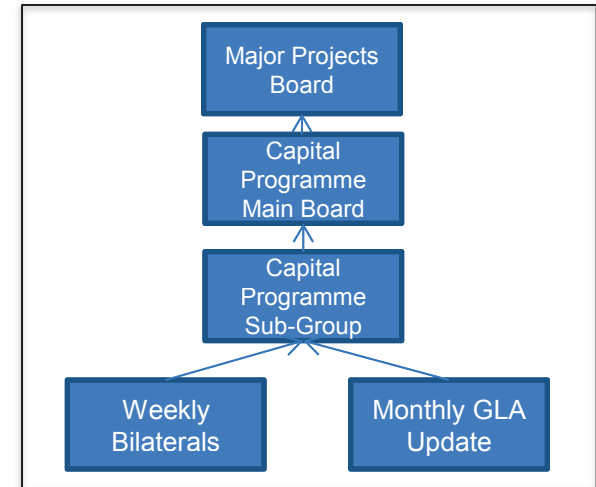 Major Projects
Board
Capital
Programme
Main Board
Capital
Programme
Sub-Group
Weekly
Bilaterals
Monthly GLA
Update